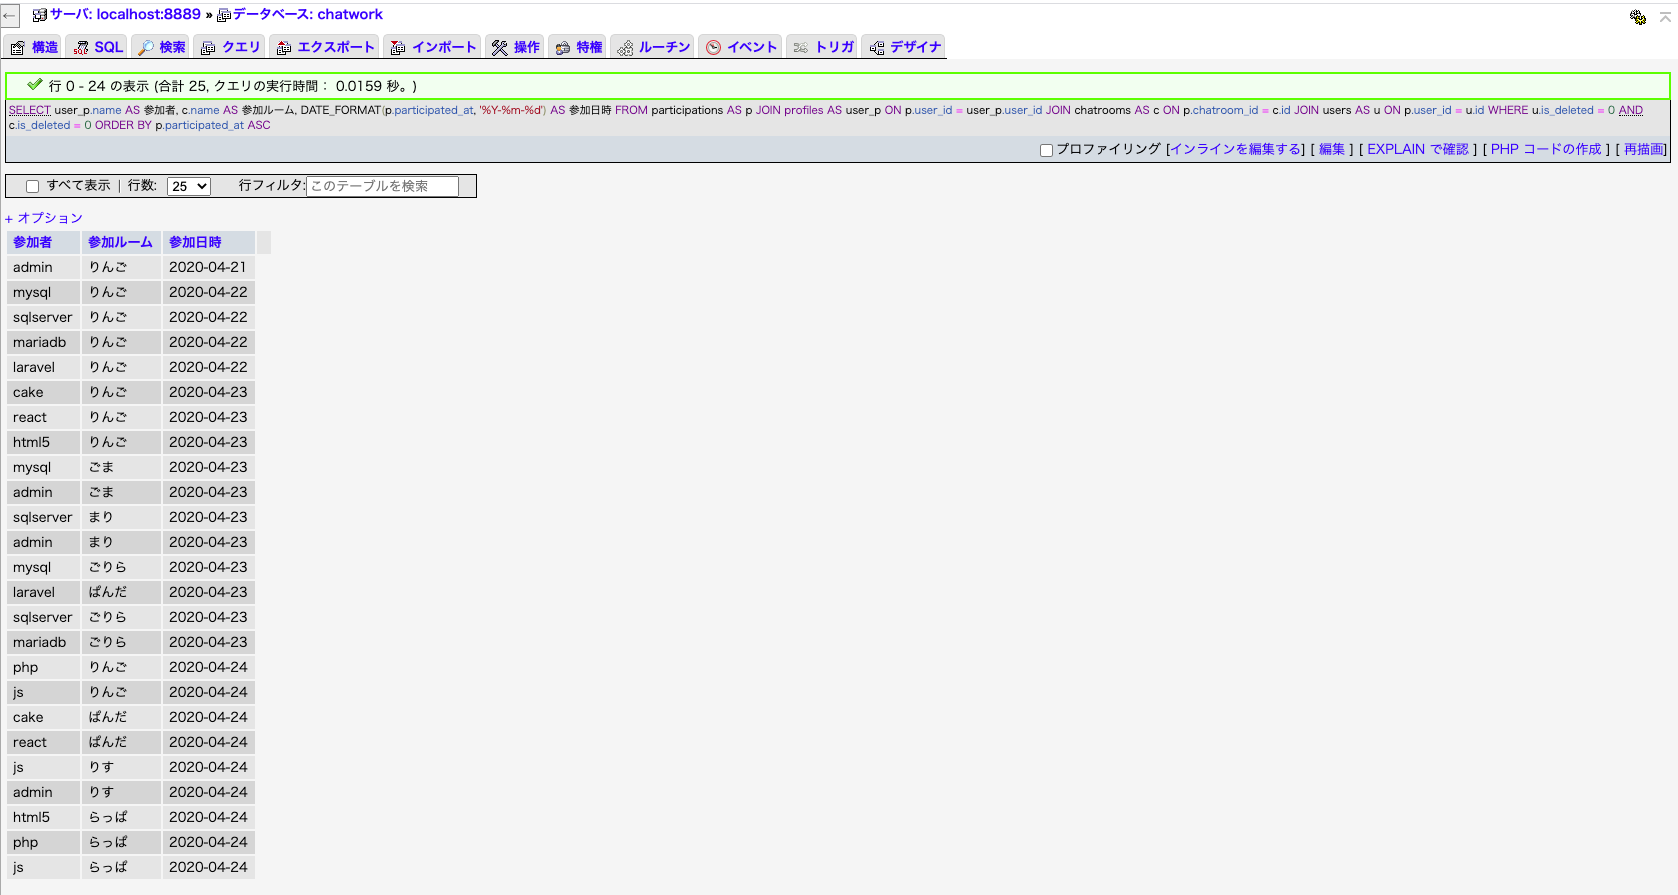 ← サーバ: localhost:8889 » データベース: chatwork
構造 SQL 検索 クエリ エクスポート インポート 操作 特権 ルーチン イベント トリガ デザイナ
行 0 - 24 の表示 (合計 25, クエリの実行時間： 0.0159 秒。)
SELECT user_p.name AS 参加者, c.name AS 参加ルーム, DATE_FORMAT(p.participated_at, '%Y-%m-%d') AS 参加日時 FROM participations AS p JOIN profiles AS user_p ON p.user_id = user_p.user_id JOIN chatrooms AS c ON p.chatroom_id = c.id JOIN users AS u ON p.user_id = u.id WHERE u.is_deleted = 0 AND
c.is_deleted = 0 ORDER BY p.participated_at ASC
プロファイリング [インラインを編集する] [ 編集 ] [ EXPLAIN で確認 ] [ PHP コードの作成 ] [ 再描画]
すべて表示 | 行数: 25 行フィルタ: このテーブルを検索
+ オプション
参加者 参加ルーム 参加日時
admin りんご 2020-04-21
mysql りんご 2020-04-22
sqlserver りんご 2020-04-22
mariadb りんご 2020-04-22
laravel りんご 2020-04-22
cake りんご 2020-04-23
react りんご 2020-04-23
html5 りんご 2020-04-23
mysql ごま 2020-04-23
admin ごま 2020-04-23
sqlserver まり 2020-04-23
admin まり 2020-04-23
mysql ごりら 2020-04-23
laravel ぱんだ 2020-04-23
sqlserver ごりら 2020-04-23
mariadb ごりら 2020-04-23
php りんご 2020-04-24
js りんご 2020-04-24
cake ぱんだ 2020-04-24
react ぱんだ 2020-04-24
js りす 2020-04-24
admin りす 2020-04-24
html5 らっぱ 2020-04-24
php らっぱ 2020-04-24
js らっぱ 2020-04-24